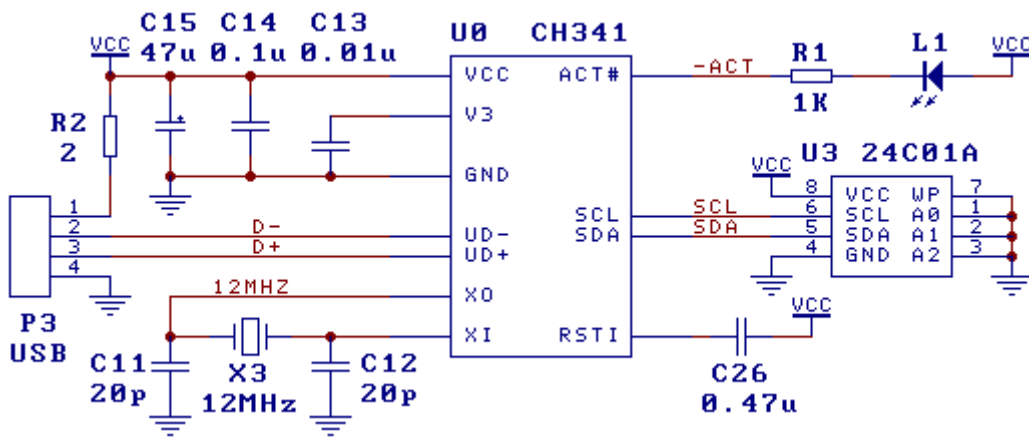 C15 C14 C13
47u 0.1u 0.01u
VCC
R2
2
U0 CH341
VCC ACT#
V3
GND
SCL
SDA
UD-
UD+
X0
XI RSTI
-ACT
R1
1K
L1
VCC
U3 24C01A
VCC
8 VCC WP 7
SCL 6 SCL A0 1
SDA 5 SDA A1 2
4 GND A2 3
1
2 D-
3 D+
4
P3
USB
12MHZ
C11
20p
X3
12MHz
C12
20p
VCC
C26
0.47u